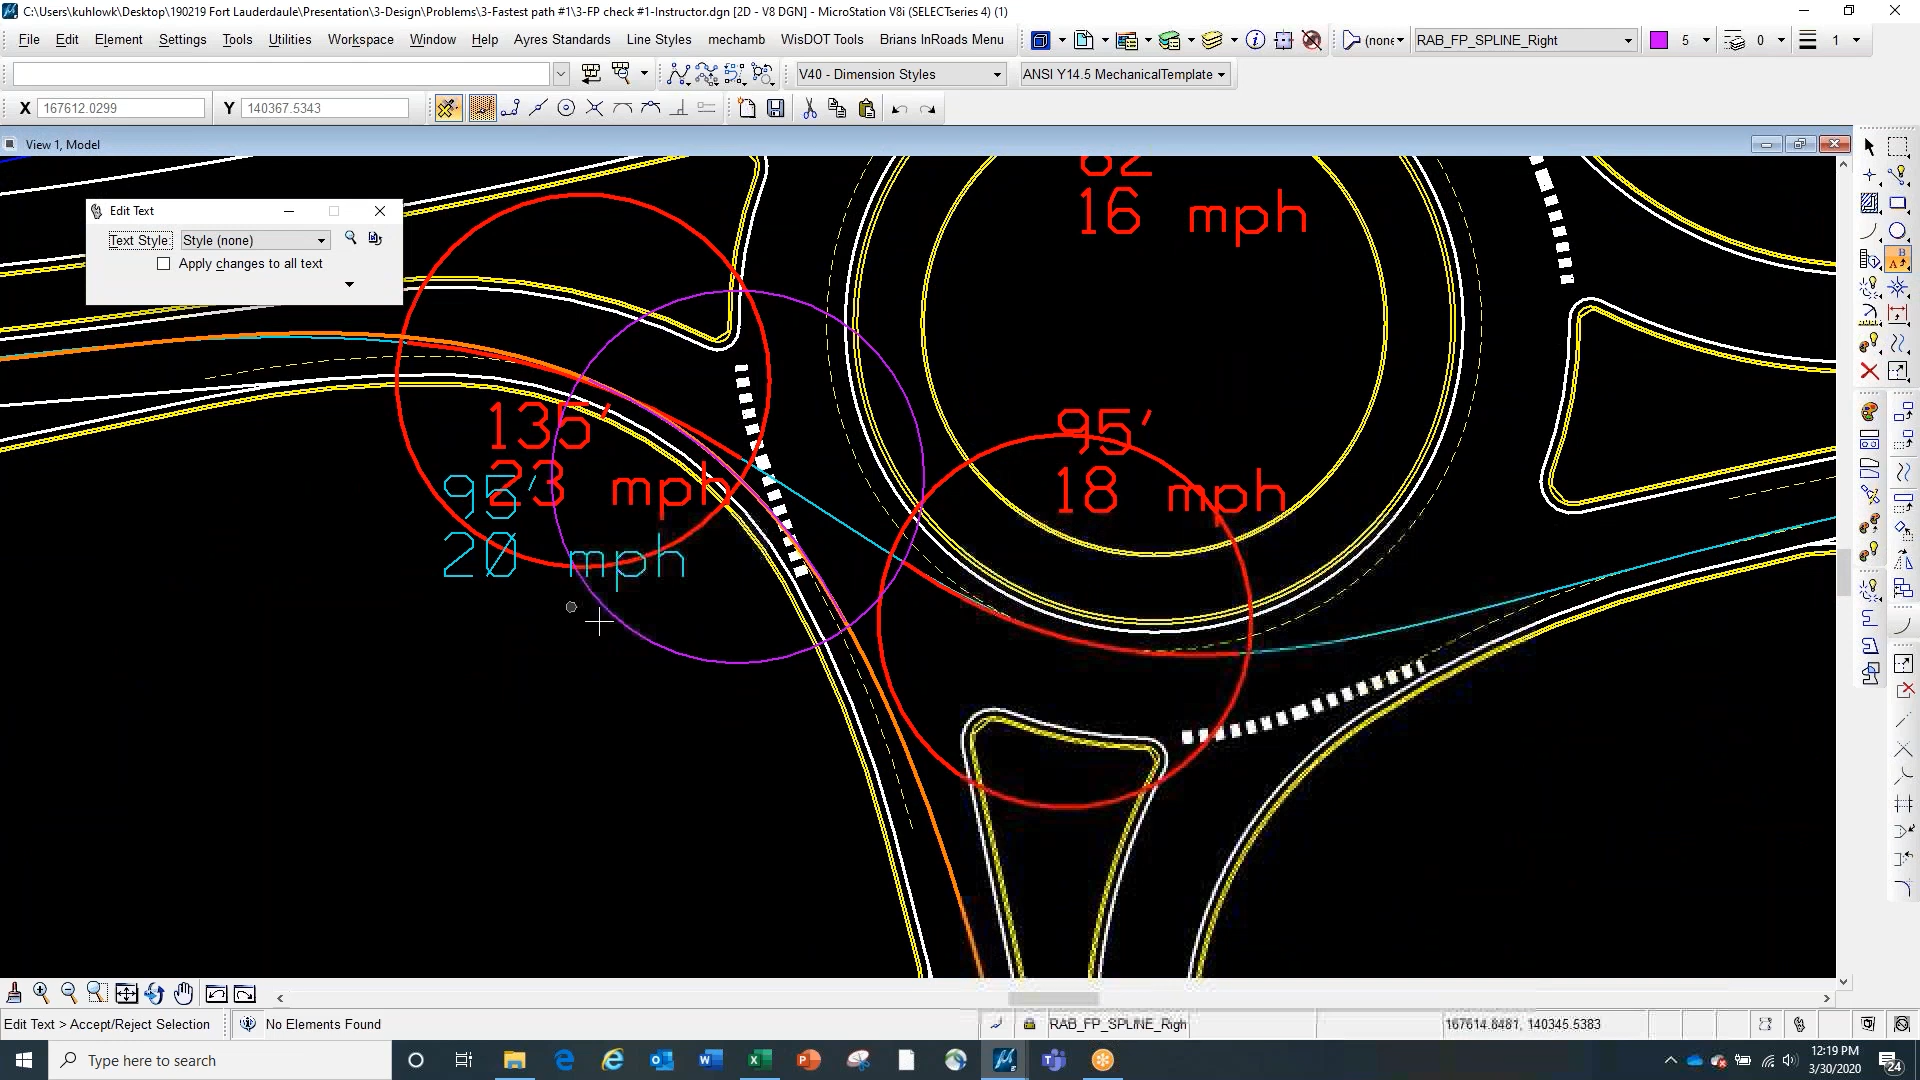 C:\Users\kuhlowk\Desktop\190219 Fort Lauderdaule\Presentation\3-Design\Problems\3-Fastest path #1\3-FP check #1-Instructor.dgn [2D - V8 DGN] - MicroStation V8i (SELECTseries 4) (1)
File Edit Element Settings Tools Utilities Workspace Window Help Ayres Standards Line Styles mechamb WisDOT Tools Brians InRoads Menu
(none RAB_FP_SPLINE_Right 5 0 1
V40 - Dimension Styles ANSI Y14.5 MechanicalTemplate
X 167612.0299 Y 140367.5343
View 1, Model
Edit Text
Text Style: Style (none)
Apply changes to all text
62'
16 mph
135'
23 mph
95'
20 mph
95'
18 mph
Edit Text > Accept/Reject Selection No Elements Found RAB_FP_SPLINE_Righ 167614.8481, 140345.5383
Type here to search
12:19 PM
3/30/2020
24